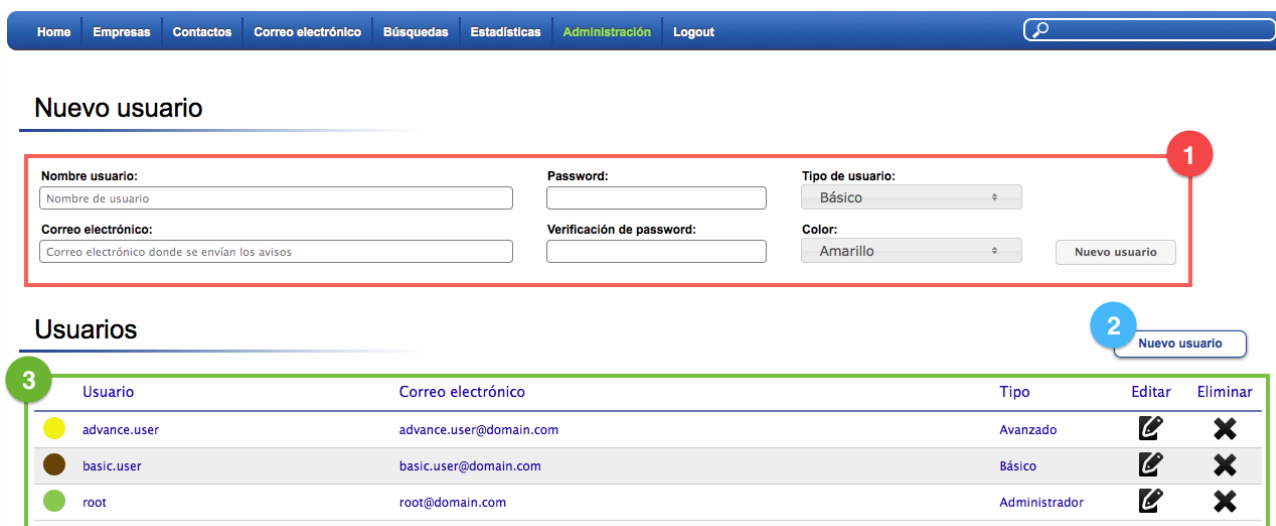 Home Empresas Contactos Correo electrónico Búsquedas Estadísticas Administración Logout
Nuevo usuario
1
Nombre usuario: Password: Tipo de usuario:
Nombre de usuario Básico
Correo electrónico: Verificación de password: Color:
Correo electrónico donde se envían los avisos Amarillo Nuevo usuario
Usuarios
2 Nuevo usuario
3
Usuario Correo electrónico Tipo Editar Eliminar
advance.user advance.user@domain.com Avanzado
basic.user basic.user@domain.com Básico
root root@domain.com Administrador